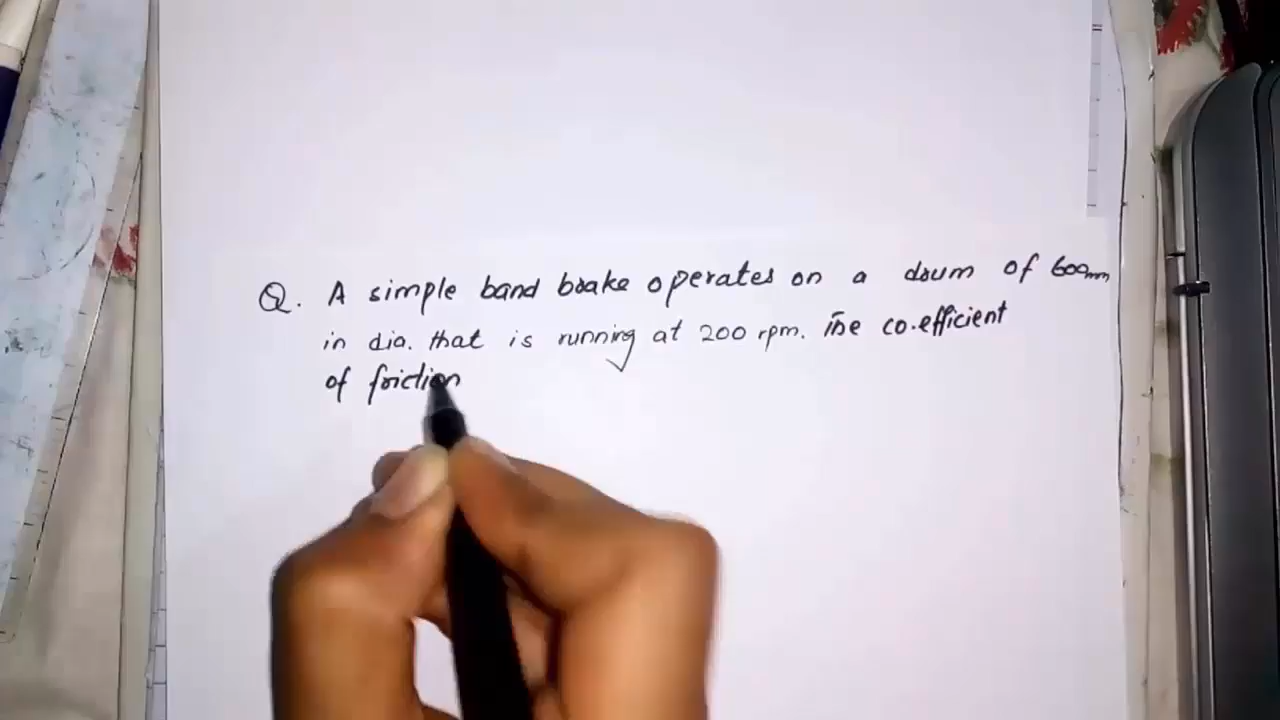 Q. A simple band brake operates on a drum of 600mm
in dia. that is running at 200 rpm. The co.efficient
of friction